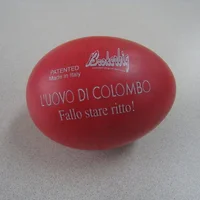 PATENTED
Made in Italy
L'UOVO DI COLOMBO
Fallo stare ritto!